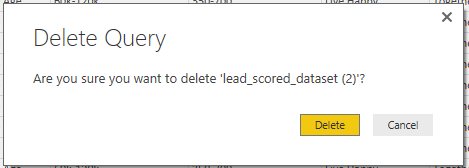 Delete Query
Are you sure you want to delete 'lead_scored_dataset (2)'?
Delete Cancel